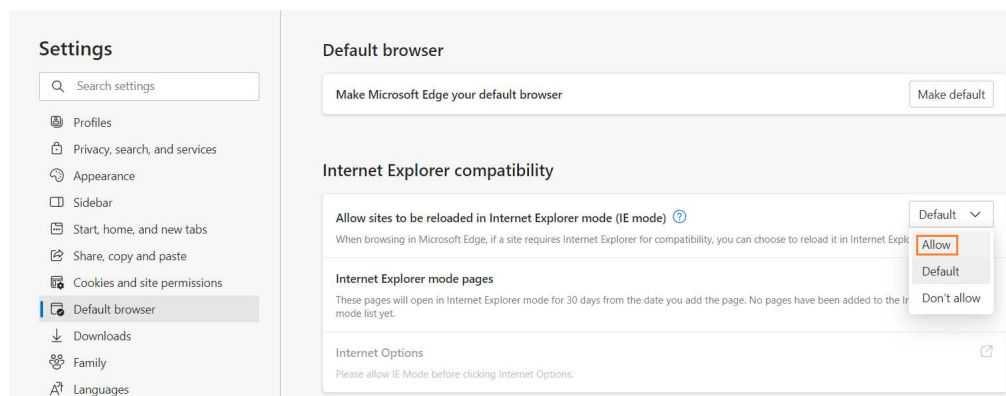 Settings
Search settings
Profiles
Privacy, search, and services
Appearance
Sidebar
Start, home, and new tabs
Share, copy and paste
Cookies and site permissions
Default browser
Downloads
Family
Languages
Default browser
Make Microsoft Edge your default browser
Make default
Internet Explorer compatibility
Allow sites to be reloaded in Internet Explorer mode (IE mode)
Default
When browsing in Microsoft Edge, if a site requires Internet Explorer for compatibility, you can choose to reload it in Internet
Allow
Default
Don't allow
Internet Explorer mode pages
These pages will open in Internet Explorer mode for 30 days from the date you add the page. No pages have been added to the
mode list yet.
Internet Options
Please allow IE Mode before clicking Internet Options.